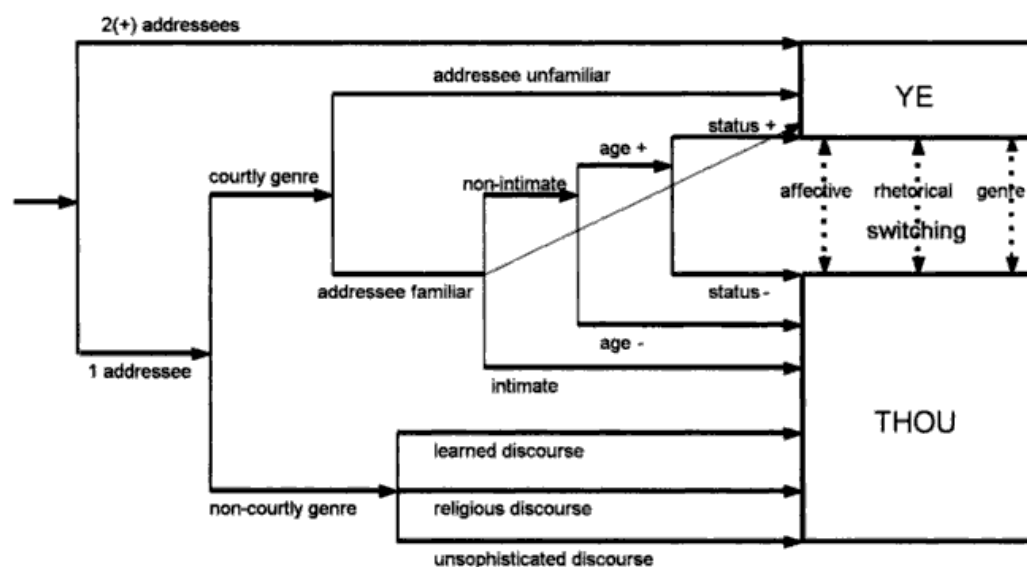 2(+) addressees
addressee unfamiliar
YE
status +
age +
courtly genre
non-intimate
affective rhetorical genre
switching
addressee familiar
status -
age -
1 addressee
intimate
THOU
learned discourse
non-courtly genre
religious discourse
unsophisticated discourse